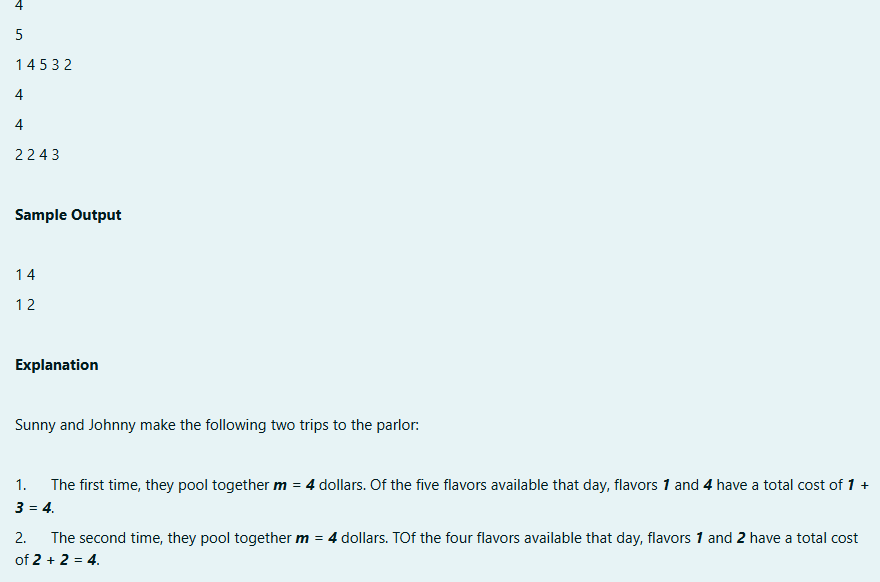 4
5
1 4 5 3 2
4
4
2 2 4 3
Sample Output
1 4
1 2
Explanation
Sunny and Johnny make the following two trips to the parlor:
1. The first time, they pool together m = 4 dollars. Of the five flavors available that day, flavors 1 and 4 have a total cost of 1 +
3 = 4.
2. The second time, they pool together m = 4 dollars. TOf the four flavors available that day, flavors 1 and 2 have a total cost
of 2 + 2 = 4.